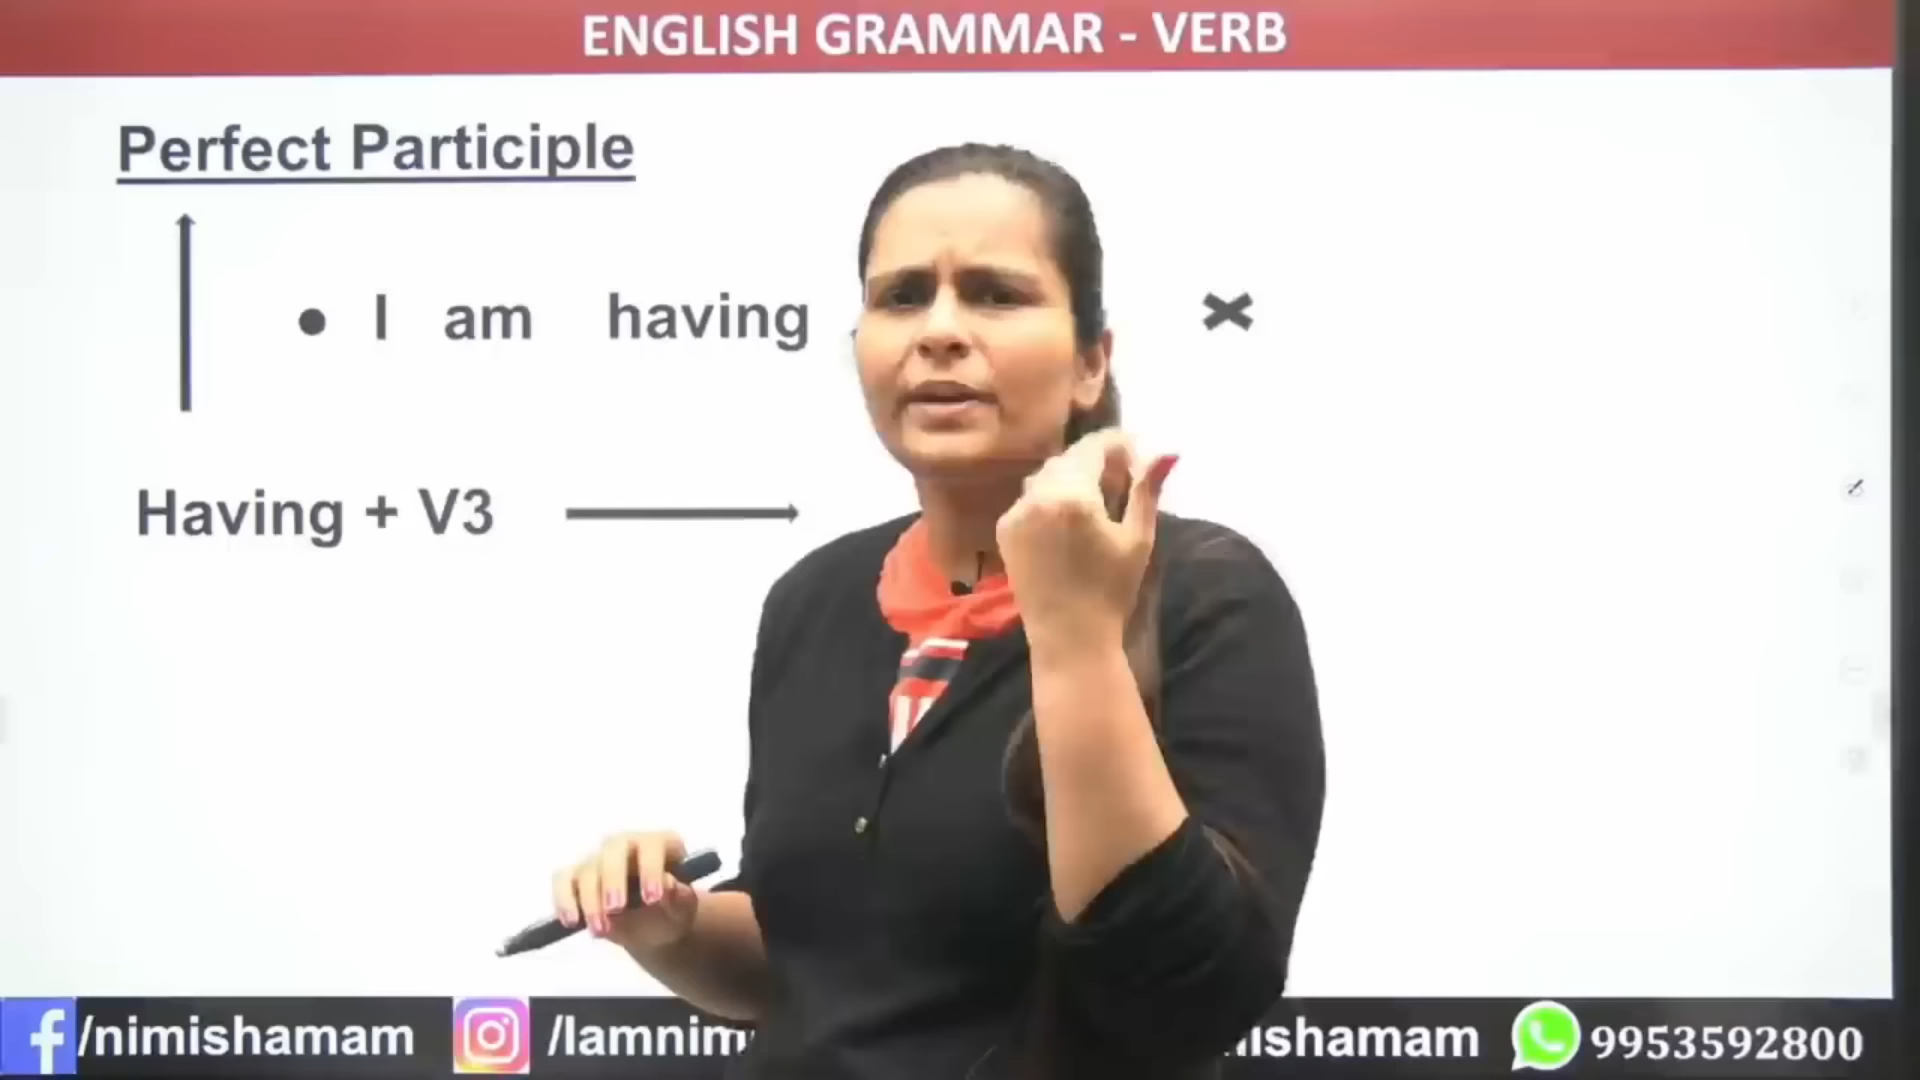 ENGLISH GRAMMAR - VERB
Perfect Participle
• I am having
Having + V3
/nimishamam /Iamnim ishamam 9953592800